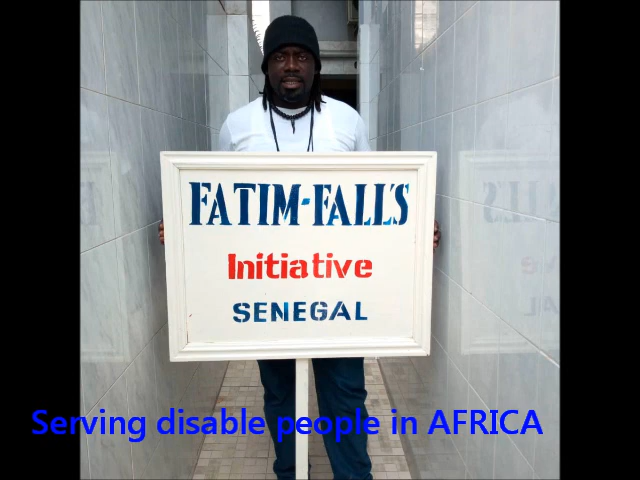 FATIM-FALL'S
Initiative
SENEGAL
Serving disable people in AFRICA